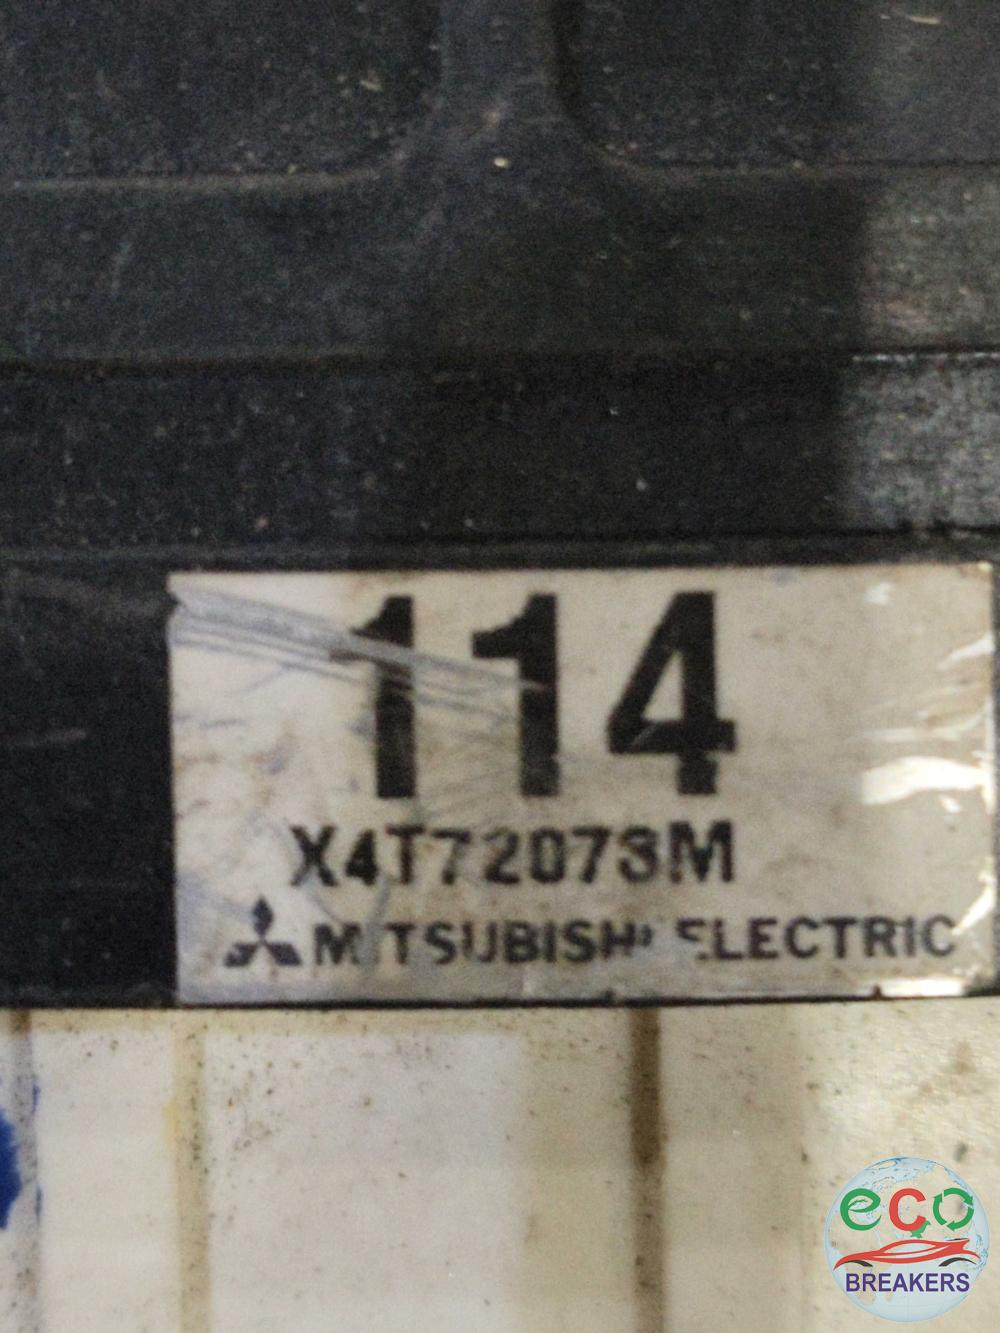 114
X4T72073M
MITSUBISHI ELECTRIC
eco
BREAKERS